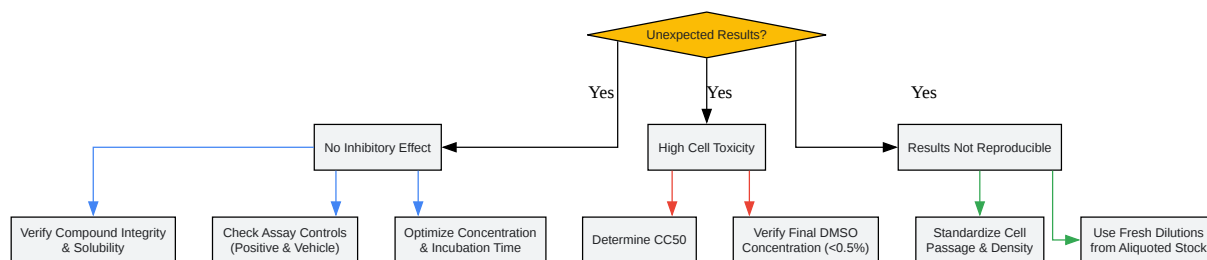 Unexpected Results?
Yes
Yes
Yes
No Inhibitory Effect
High Cell Toxicity
Results Not Reproducible
Verify Compound Integrity
& Solubility
Check Assay Controls
(Positive & Vehicle)
Optimize Concentration
& Incubation Time
Determine CC50
Verify Final DMSO
Concentration (<0.5%)
Standardize Cell
Passage & Density
Use Fresh Dilutions
from Aliquoted Stock